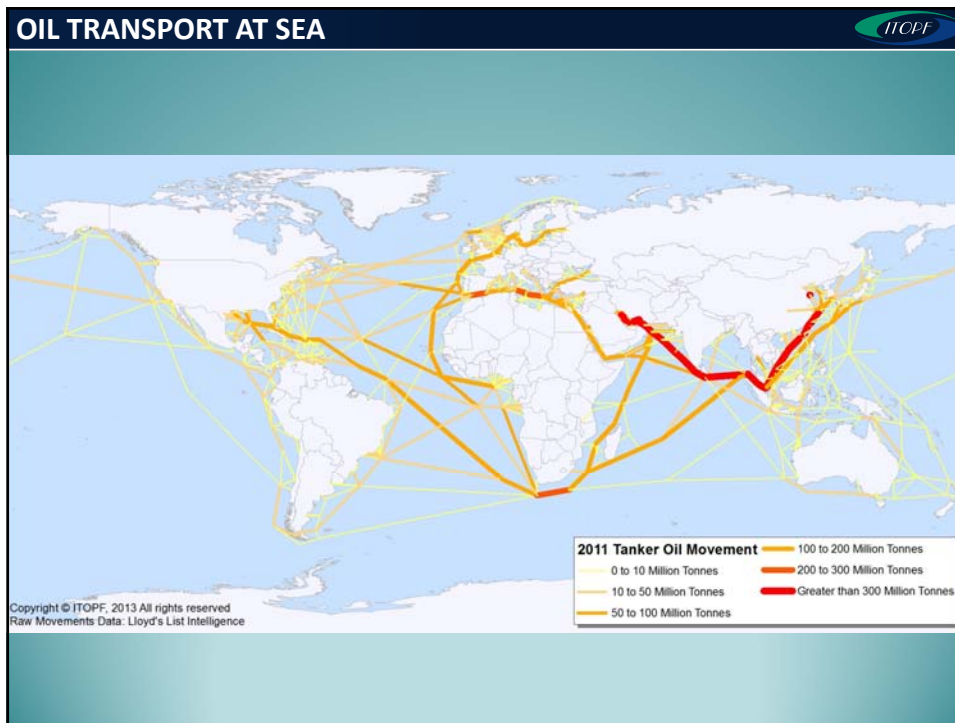 OIL TRANSPORT AT SEA
ITOPF
2011 Tanker Oil Movement
0 to 10 Million Tonnes
10 to 50 Million Tonnes
50 to 100 Million Tonnes
100 to 200 Million Tonnes
200 to 300 Million Tonnes
Greater than 300 Million Tonnes
Copyright © ITOPF, 2013 All rights reserved
Raw Movements Data: Lloyd's List Intelligence